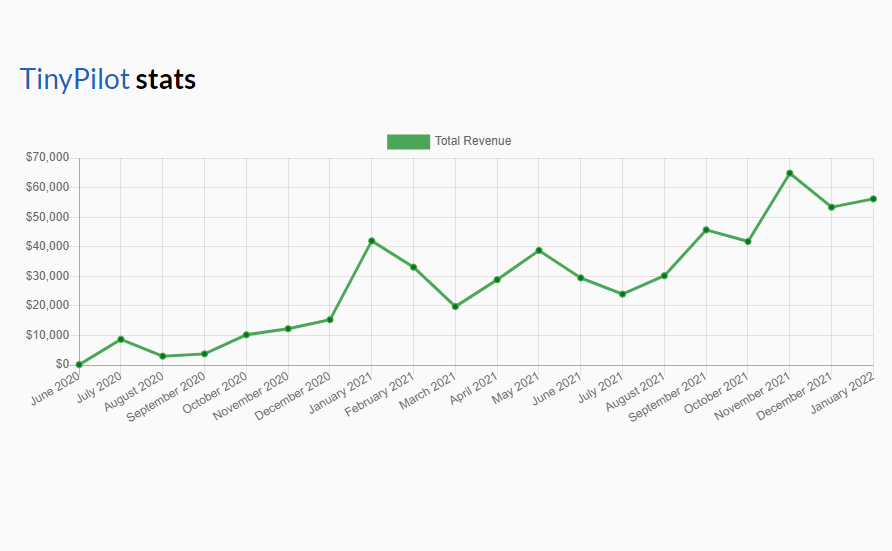 TinyPilot stats
Total Revenue
$70,000
$60,000
$50,000
$40,000
$30,000
$20,000
$10,000
$0
June 2020
July 2020
August 2020
September 2020
October 2020
November 2020
December 2020
January 2021
February 2021
March 2021
April 2021
May 2021
June 2021
July 2021
August 2021
September 2021
October 2021
November 2021
December 2021
January 2022